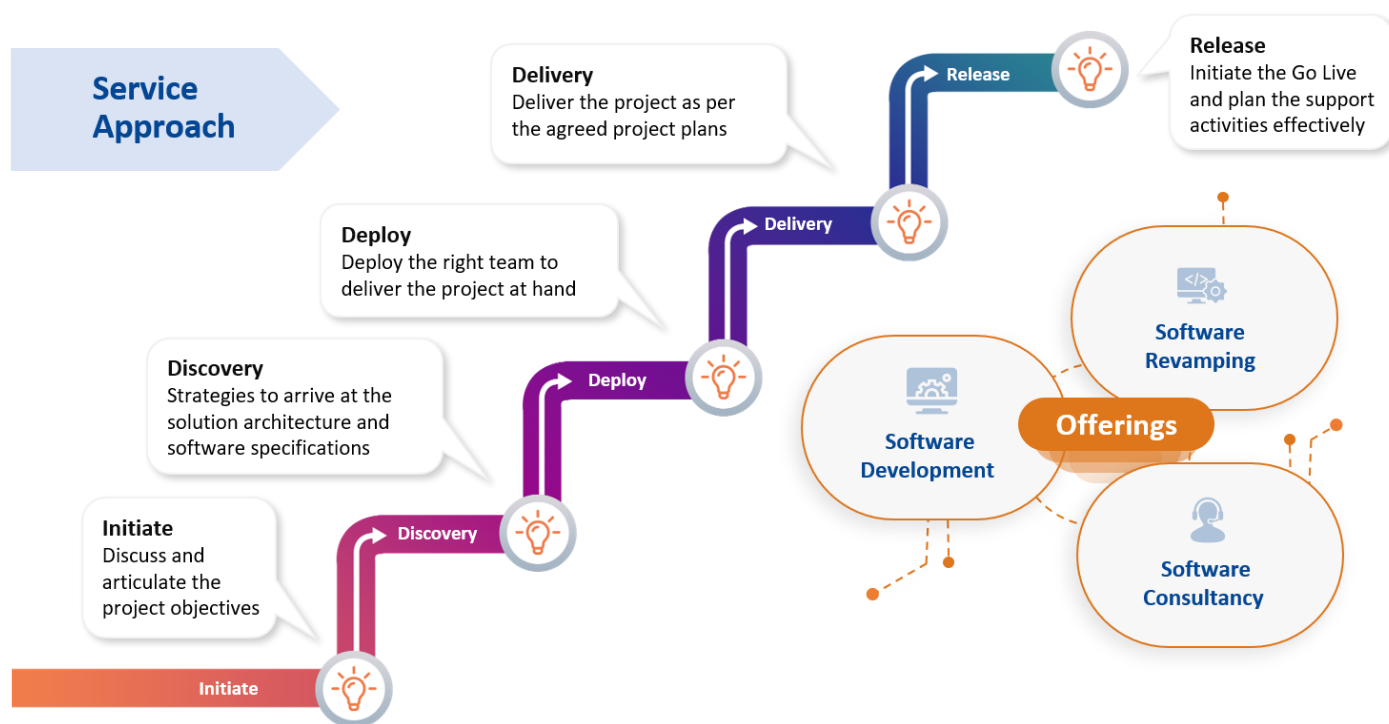 Service
Approach
Initiate
Discuss and
articulate the
project objectives
Initiate
Discovery
Strategies to arrive at the
solution architecture and
software specifications
Discovery
Deploy
Deploy the right team to
deliver the project at hand
Deploy
Delivery
Deliver the project as per
the agreed project plans
Delivery
Release
Initiate the Go Live
and plan the support
activities effectively
Release
Offerings
Software
Development
Software
Revamping
Software
Consultancy